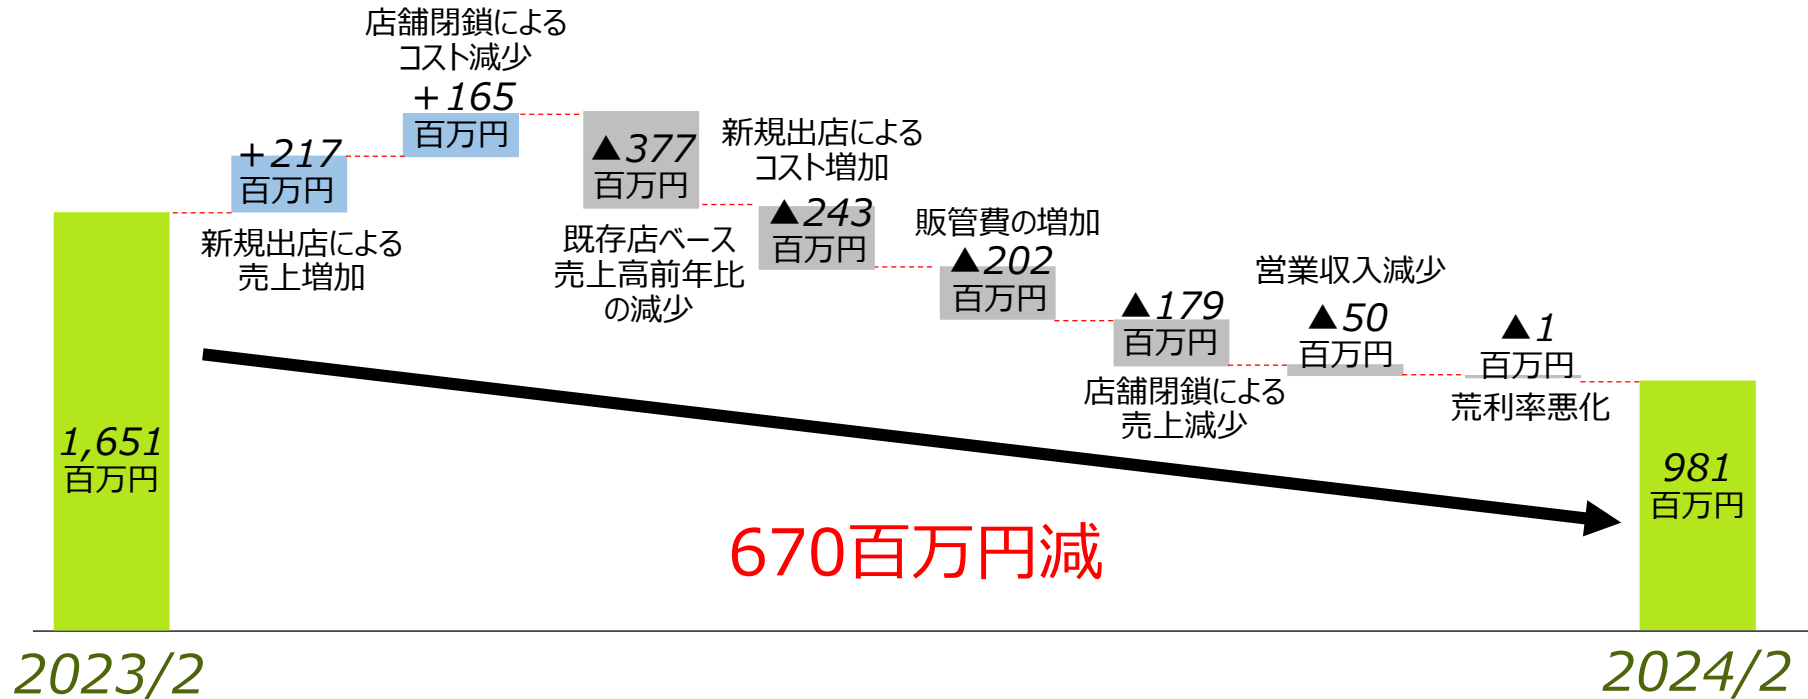 店舗閉鎖による
コスト減少
+165
百万円
+217
百万円
新規出店による
売上増加
▲377
百万円
既存店ベース
売上高前年比
の減少
新規出店による
コスト増加
▲243
百万円
販管費の増加
▲202
百万円
▲179
百万円
店舗閉鎖による
売上減少
営業収入減少
▲50
百万円
▲1
百万円
荒利率悪化
1,651
百万円
981
百万円
670百万円減
2023/2
2024/2